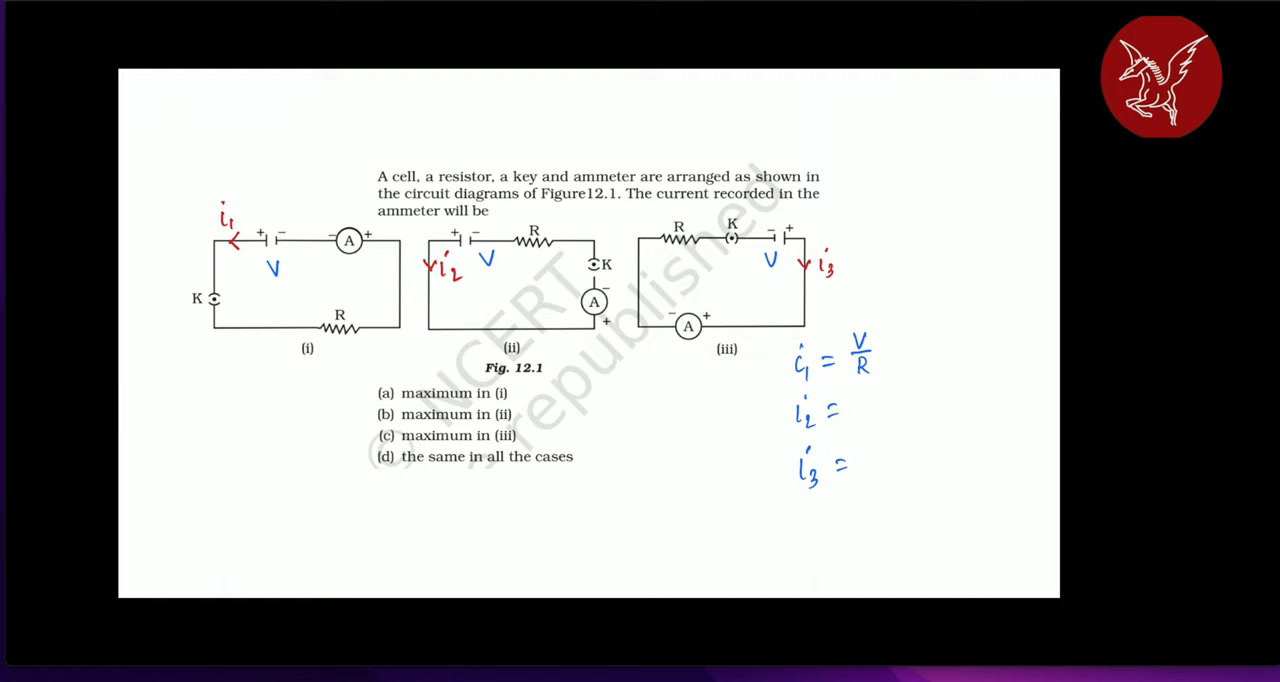 A cell, a resistor, a key and ammeter are arranged as shown in
the circuit diagrams of Figure12.1. The current recorded in the
ammeter will be
i₁
+ −
− A +
V
K
R
(i)
+ −
R
i₂
V
K
−
A
+
(ii)
R
K
− +
V
i₃
− A +
(iii)
Fig. 12.1
(a) maximum in (i)
(b) maximum in (ii)
(c) maximum in (iii)
(d) the same in all the cases
i₁ = V/R
i₂ =
i₃ =
© NCERT
republished